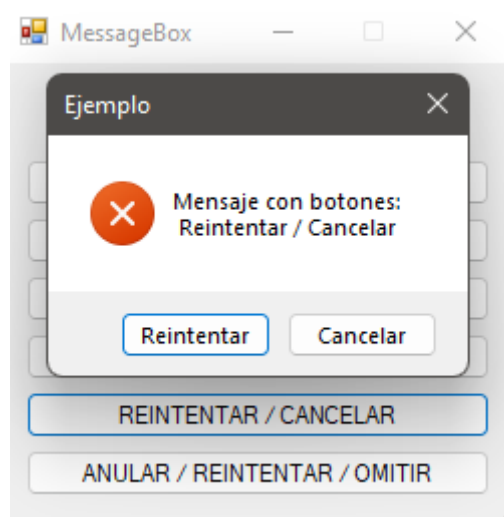 MessageBox
Ejemplo
Mensaje con botones:
Reintentar / Cancelar
Reintentar
Cancelar
REINTENTAR / CANCELAR
ANULAR / REINTENTAR / OMITIR